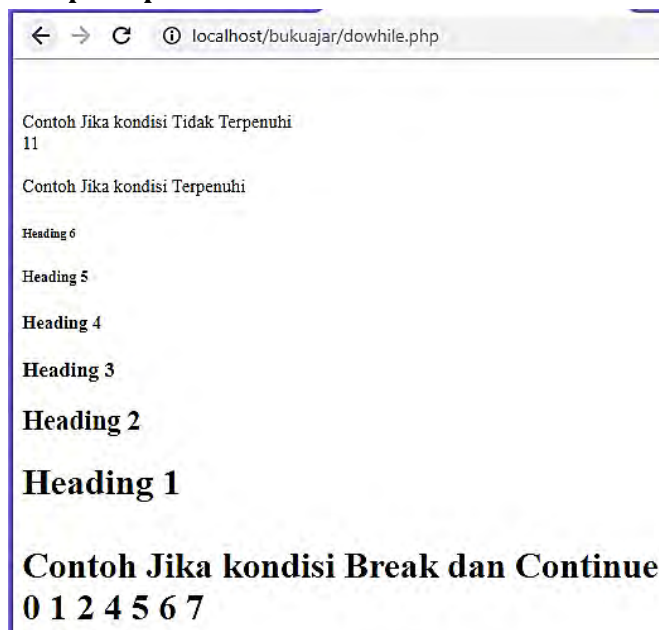 localhost/bukuajar/dowhile.php
Contoh Jika kondisi Tidak Terpenuhi
11
Contoh Jika kondisi Terpenuhi
Heading 6
Heading 5
Heading 4
Heading 3
Heading 2
Heading 1
Contoh Jika kondisi Break dan Continue
0 1 2 4 5 6 7